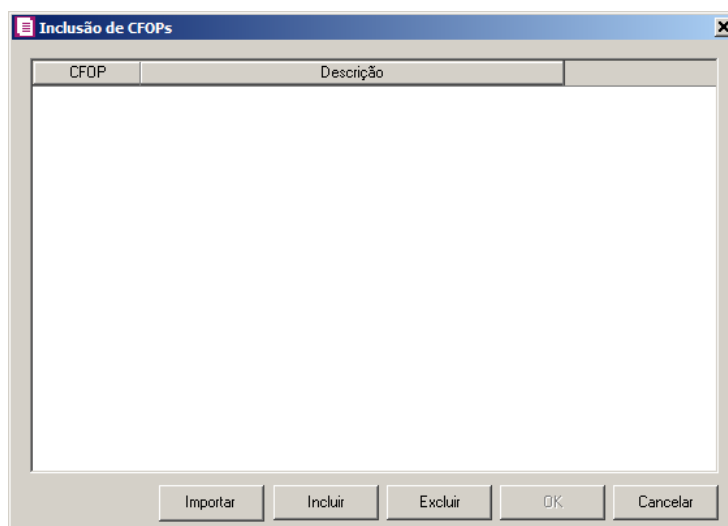 Inclusão de CFOPs
CFOP Descrição
Importar Incluir Excluir OK Cancelar